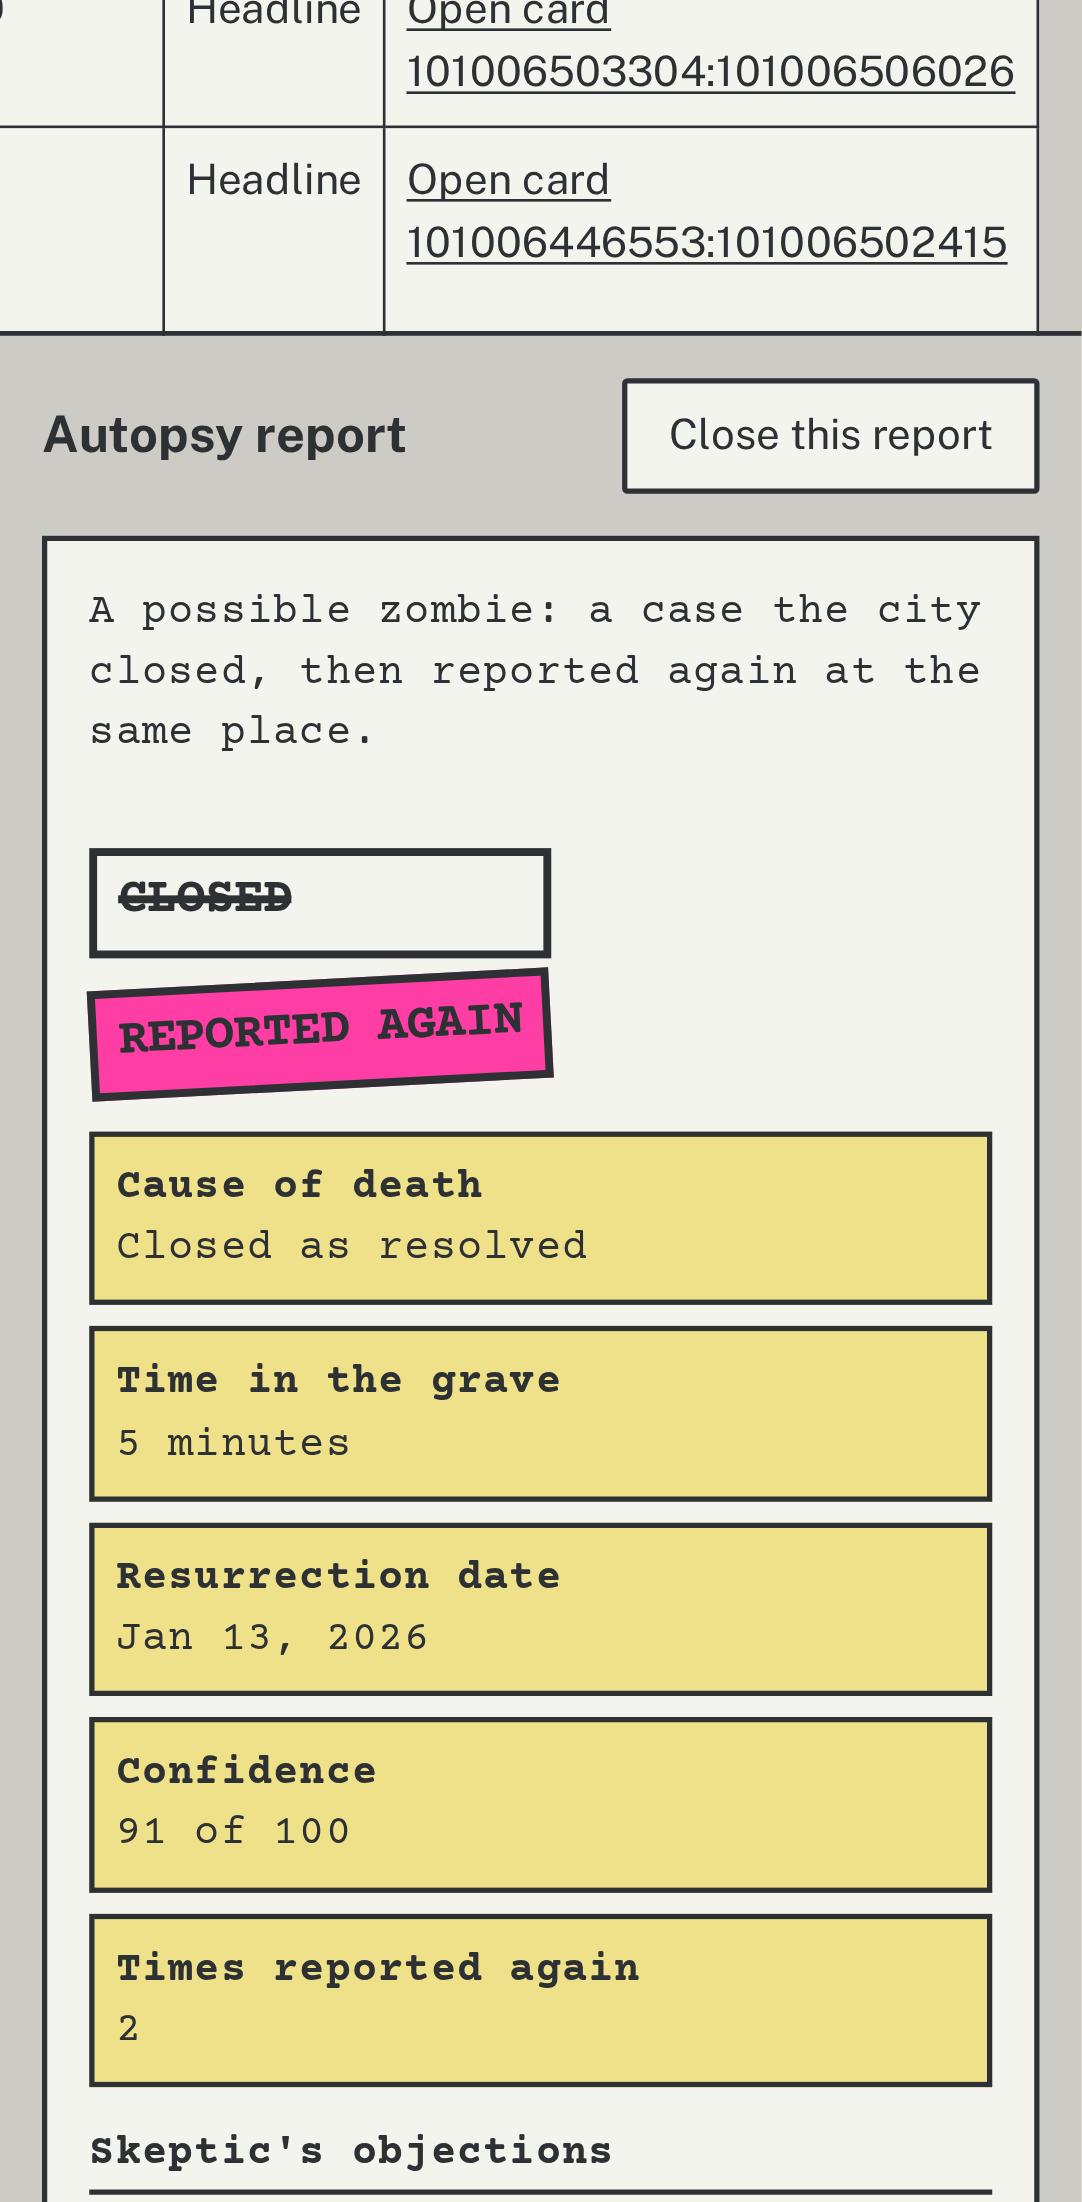 Headline
Open card
101006503304:101006506026
Headline
Open card
101006446553:101006502415
Autopsy report
Close this report
A possible zombie: a case the city
closed, then reported again at the
same place.
CLOSED
REPORTED AGAIN
Cause of death
Closed as resolved
Time in the grave
5 minutes
Resurrection date
Jan 13, 2026
Confidence
91 of 100
Times reported again
2
Skeptic's objections